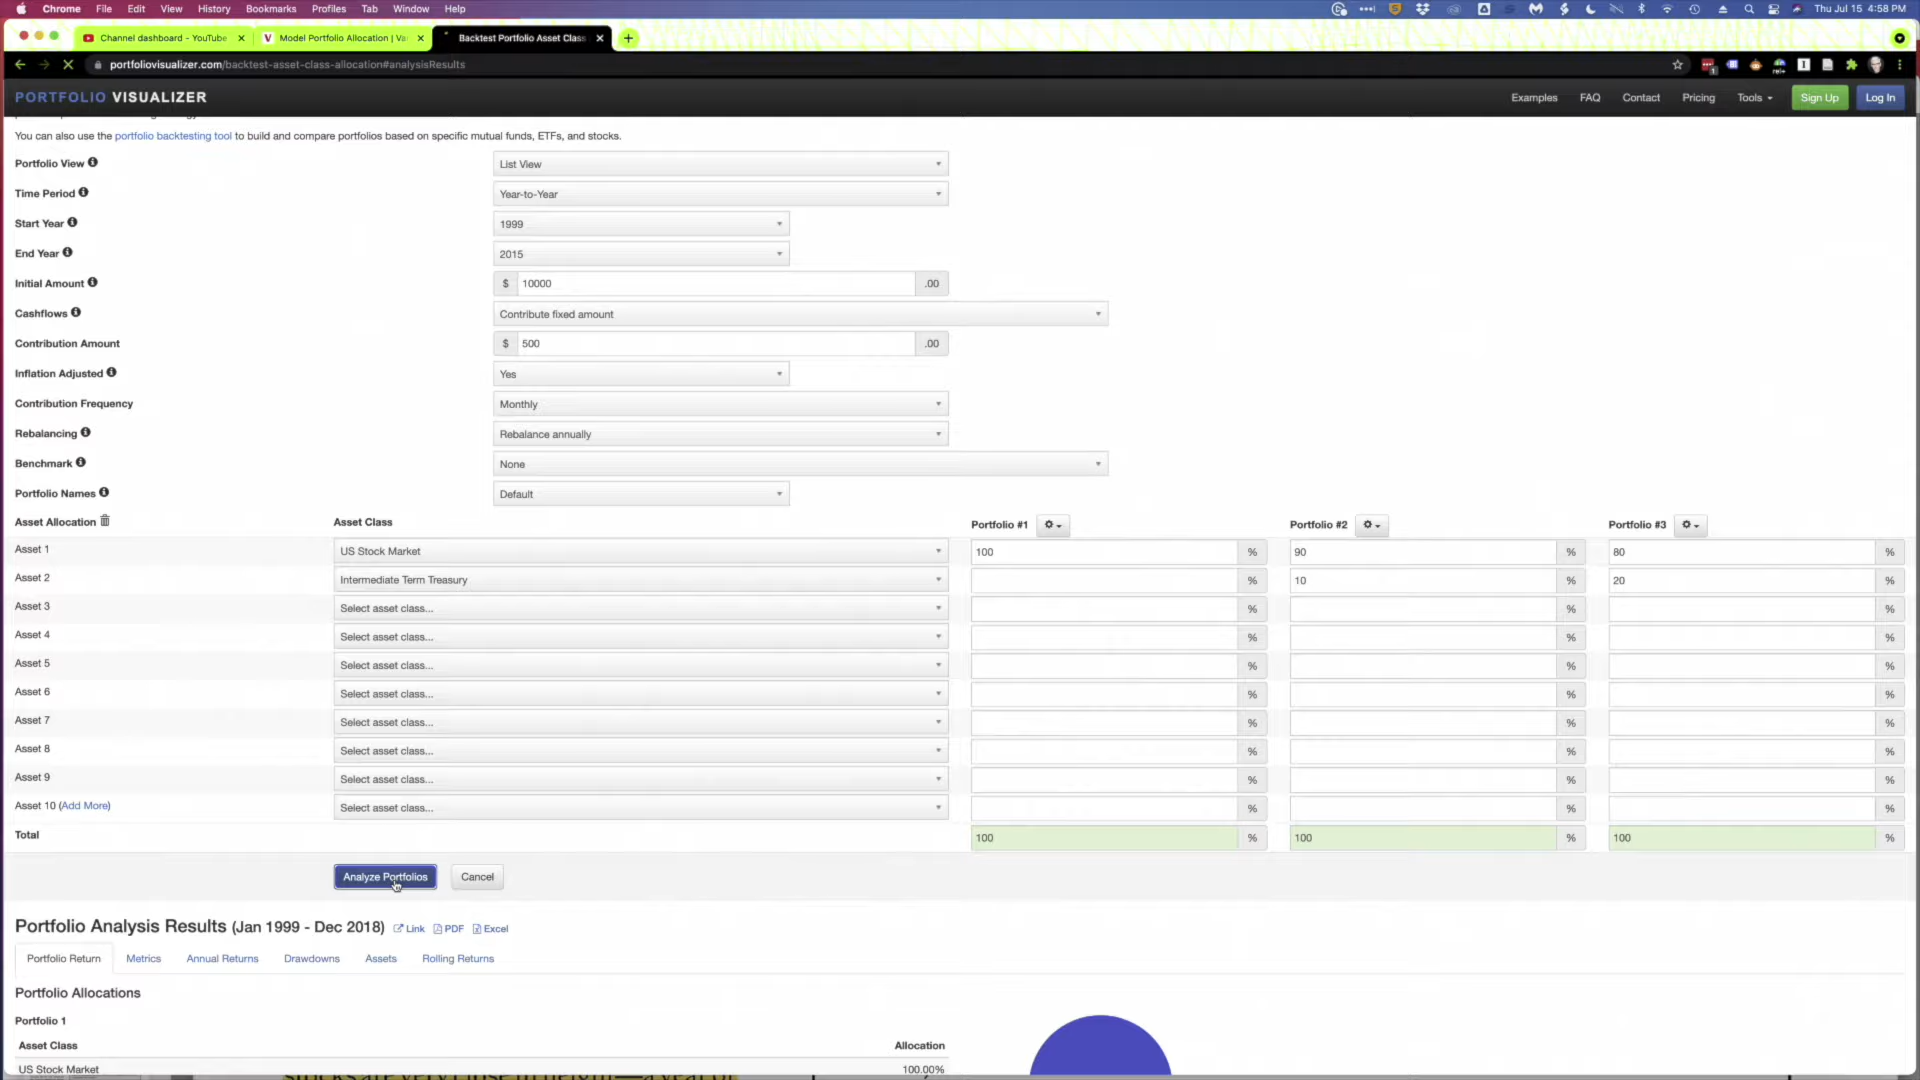 Chrome File Edit View History Bookmarks Profiles Tab Window Help Thu Jul 15 4:58 PM
Channel dashboard - YouTube Model Portfolio Allocation | Va Backtest Portfolio Asset Class
portfoliovisualizer.com/backtest-asset-class-allocation#analysisResults
PORTFOLIO VISUALIZER Examples FAQ Contact Pricing Tools Sign Up Log In
You can also use the portfolio backtesting tool to build and compare portfolios based on specific mutual funds, ETFs, and stocks.
Portfolio View List View
Time Period Year-to-Year
Start Year 1999
End Year 2015
Initial Amount $ 10000 .00
Cashflows Contribute fixed amount
Contribution Amount $ 500 .00
Inflation Adjusted Yes
Contribution Frequency Monthly
Rebalancing Rebalance annually
Benchmark None
Portfolio Names Default
Asset Allocation Asset Class Portfolio #1 Portfolio #2 Portfolio #3
Asset 1 US Stock Market 100 % 90 % 80 %
Asset 2 Intermediate Term Treasury % 10 % 20 %
Asset 3 Select asset class... % % %
Asset 4 Select asset class... % % %
Asset 5 Select asset class... % % %
Asset 6 Select asset class... % % %
Asset 7 Select asset class... % % %
Asset 8 Select asset class... % % %
Asset 9 Select asset class... % % %
Asset 10 (Add More) Select asset class... % % %
Total 100 % 100 % 100 %
Analyze Portfolios Cancel
Portfolio Analysis Results (Jan 1999 - Dec 2018) Link PDF Excel
Portfolio Return Metrics Annual Returns Drawdowns Assets Rolling Returns
Portfolio Allocations
Portfolio 1
Asset Class Allocation
US Stock Market 100.00%